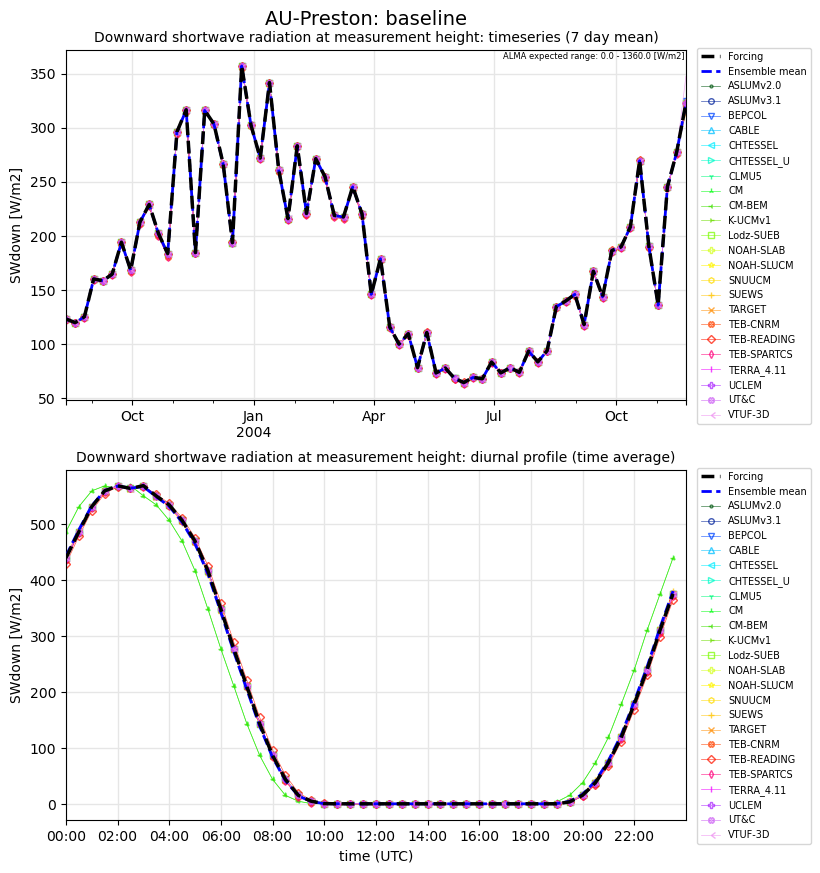 AU-Preston: baseline
Downward shortwave radiation at measurement height: timeseries (7 day mean)
ALMA expected range: 0.0 - 1360.0 [W/m2]
SWdown [W/m2]
350
300
250
200
150
100
50
Oct
Jan
2004
Apr
Jul
Oct
Forcing
Ensemble mean
ASLUMv2.0
ASLUMv3.1
BEPCOL
CABLE
CHTESSEL
CHTESSEL_U
CLMU5
CM
CM-BEM
K-UCMv1
Lodz-SUEB
NOAH-SLAB
NOAH-SLUCM
SNUUCM
SUEWS
TARGET
TEB-CNRM
TEB-READING
TEB-SPARTCS
TERRA_4.11
UCLEM
UT&C
VTUF-3D
Downward shortwave radiation at measurement height: diurnal profile (time average)
SWdown [W/m2]
500
400
300
200
100
0
00:00
02:00
04:00
06:00
08:00
10:00
12:00
14:00
16:00
18:00
20:00
22:00
time (UTC)
Forcing
Ensemble mean
ASLUMv2.0
ASLUMv3.1
BEPCOL
CABLE
CHTESSEL
CHTESSEL_U
CLMU5
CM
CM-BEM
K-UCMv1
Lodz-SUEB
NOAH-SLAB
NOAH-SLUCM
SNUUCM
SUEWS
TARGET
TEB-CNRM
TEB-READING
TEB-SPARTCS
TERRA_4.11
UCLEM
UT&C
VTUF-3D